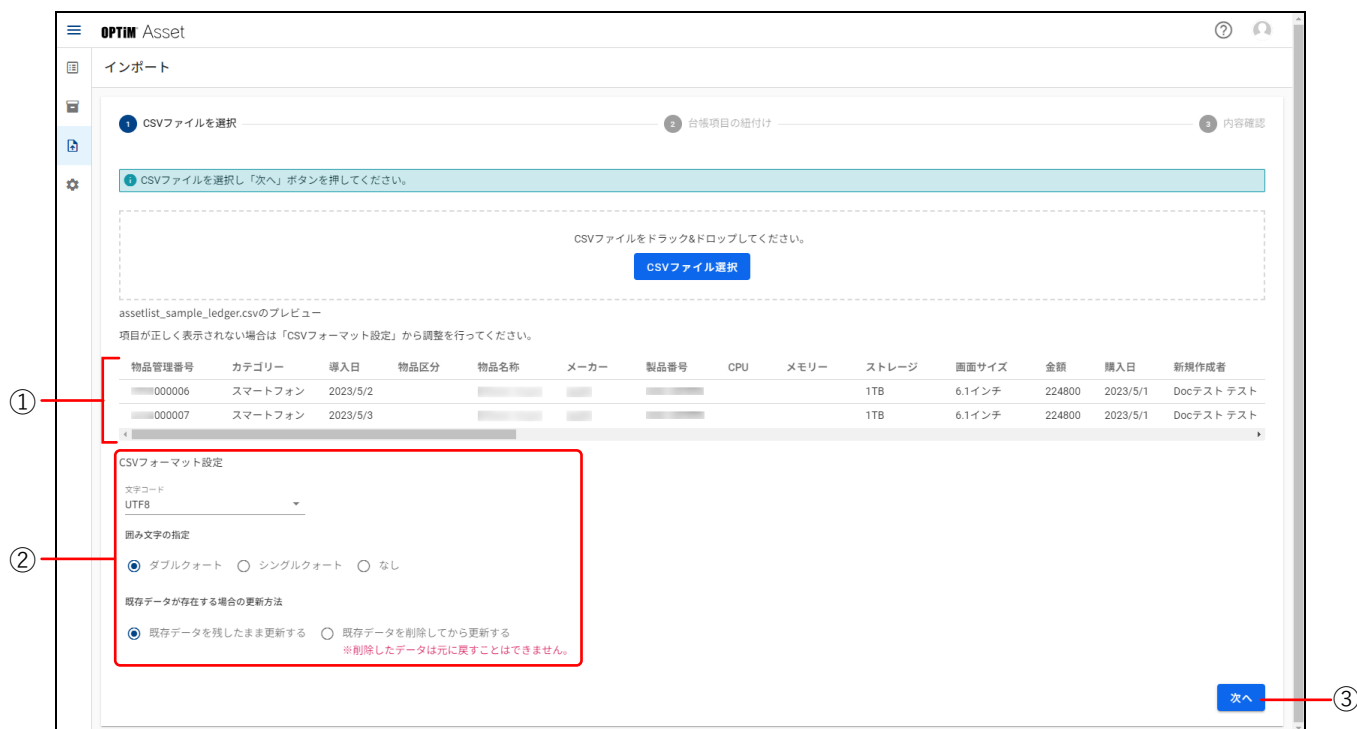 OPTiM Asset
インポート
1 CSVファイルを選択 2 台帳項目の紐付け 3 内容確認
CSVファイルを選択し「次へ」ボタンを押してください。
CSVファイルをドラック&ドロップしてください。
CSVファイル選択
assetlist_sample_ledger.csvのプレビュー
項目が正しく表示されない場合は「CSVフォーマット設定」から調整を行ってください。
物品管理番号 カテゴリー 導入日 物品区分 物品名称 メーカー 製品番号 CPU メモリー ストレージ 画面サイズ 金額 購入日 新規作成者
① 000006 スマートフォン 2023/5/2 1TB 6.1インチ 224800 2023/5/1 Docテスト テスト
000007 スマートフォン 2023/5/3 1TB 6.1インチ 224800 2023/5/1 Docテスト テスト
CSVフォーマット設定
文字コード
UTF8
囲み文字の指定
② ダブルクォート シングルクォート なし
既存データが存在する場合の更新方法
既存データを残したまま更新する 既存データを削除してから更新する
※削除したデータは元に戻すことはできません。
次へ ③